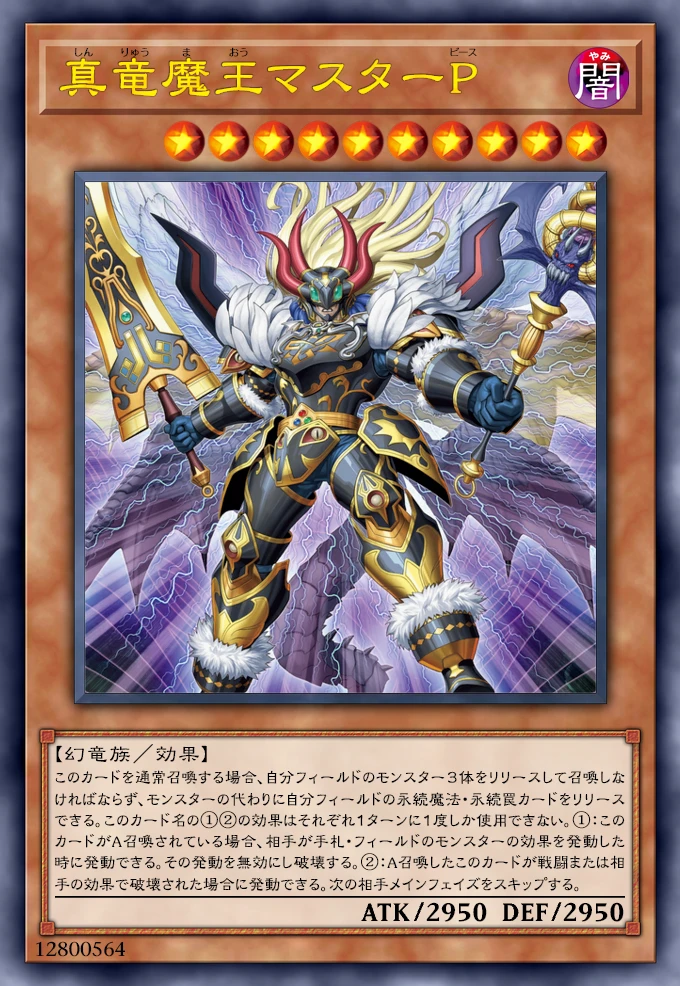 しん りゅう ま おう ピース
真竜魔王マスターP
やみ
闇
【幻竜族／効果】
このカードを通常召喚する場合、自分フィールドのモンスター３体をリリースして召喚しな
ければならず、モンスターの代わりに自分フィールドの永続魔法・永続罠カードをリリース
できる。このカード名の①②の効果はそれぞれ１ターンに１度しか使用できない。①：この
カードがA召喚されている場合、相手が手札・フィールドのモンスターの効果を発動した
時に発動できる。その発動を無効にし破壊する。②：A召喚したこのカードが戦闘または相
手の効果で破壊された場合に発動できる。次の相手メインフェイズをスキップする。
ATK/2950 DEF/2950
12800564